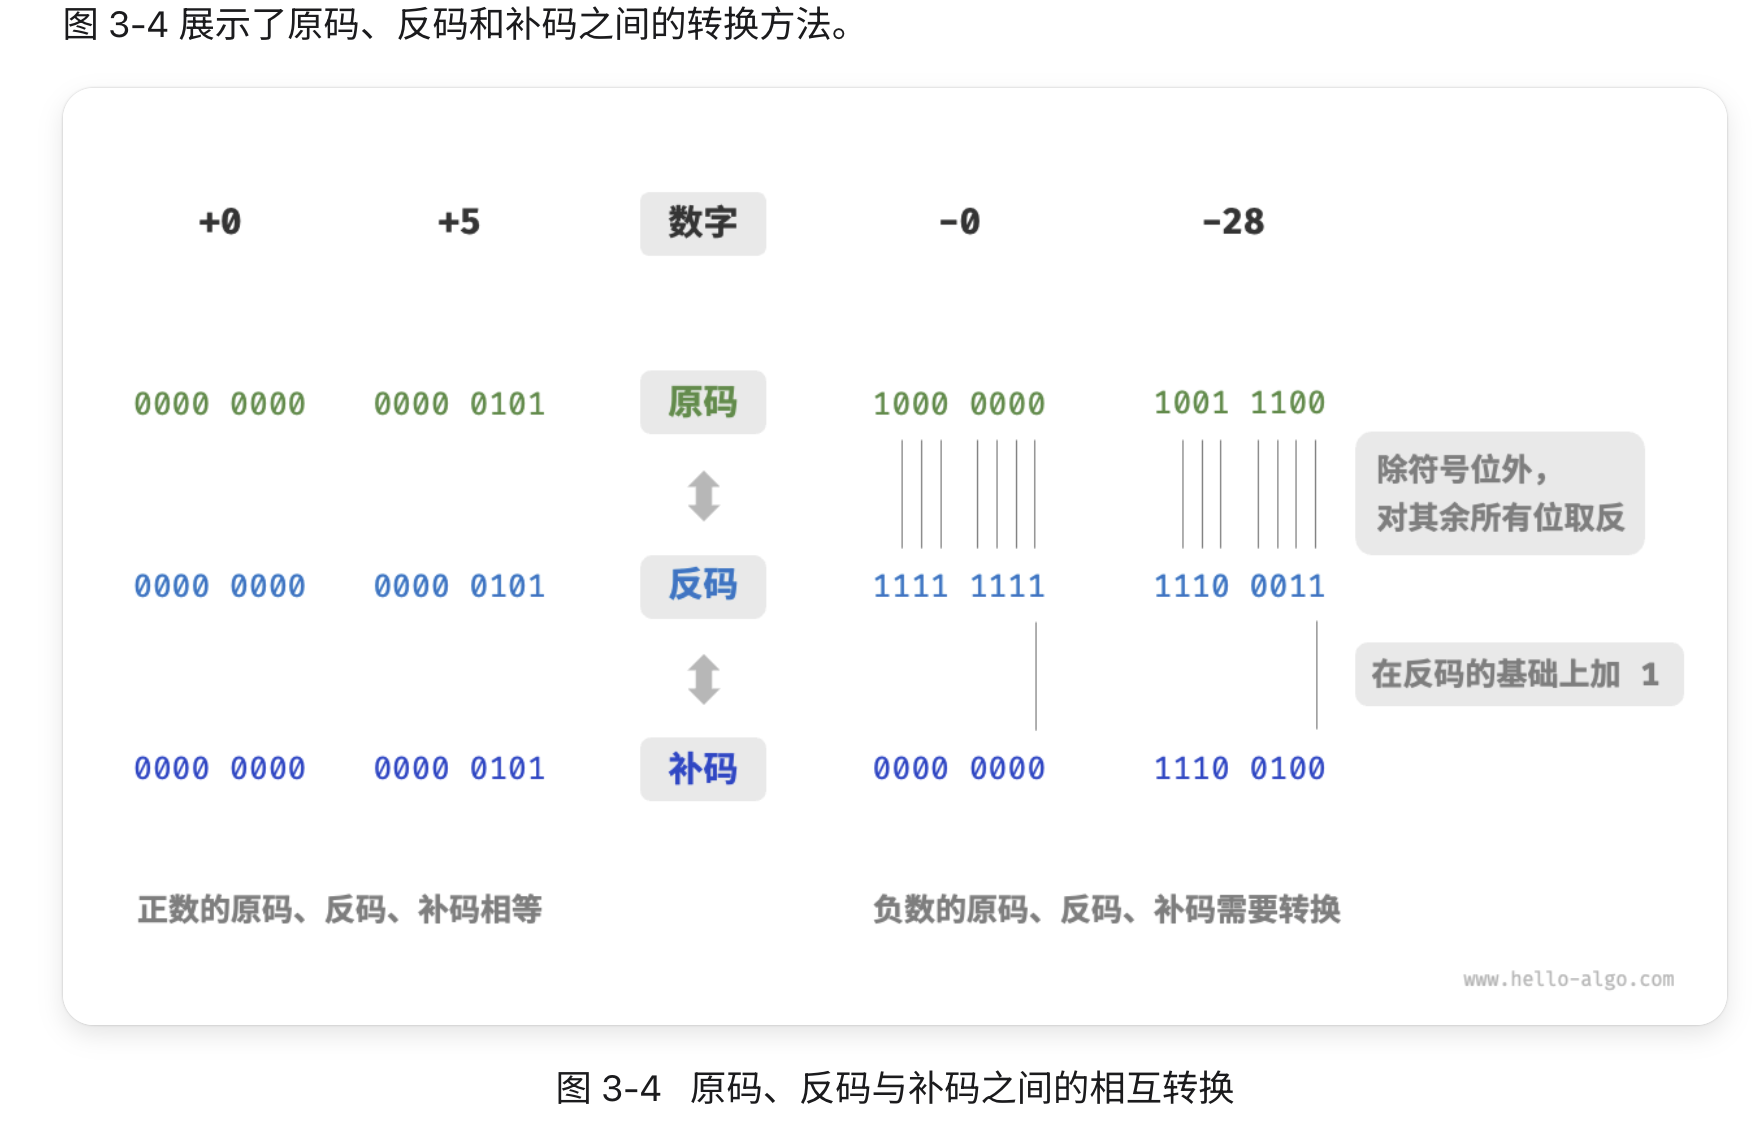 图 3-4 展示了原码、反码和补码之间的转换方法。
+0 +5 数字 -0 -28
0000 0000 0000 0101 原码 1000 0000 1001 1100
除符号位外，
对其余所有位取反
0000 0000 0000 0101 反码 1111 1111 1110 0011
在反码的基础上加 1
0000 0000 0000 0101 补码 0000 0000 1110 0100
正数的原码、反码、补码相等 负数的原码、反码、补码需要转换
www.hello-algo.com
图 3-4 原码、反码与补码之间的相互转换